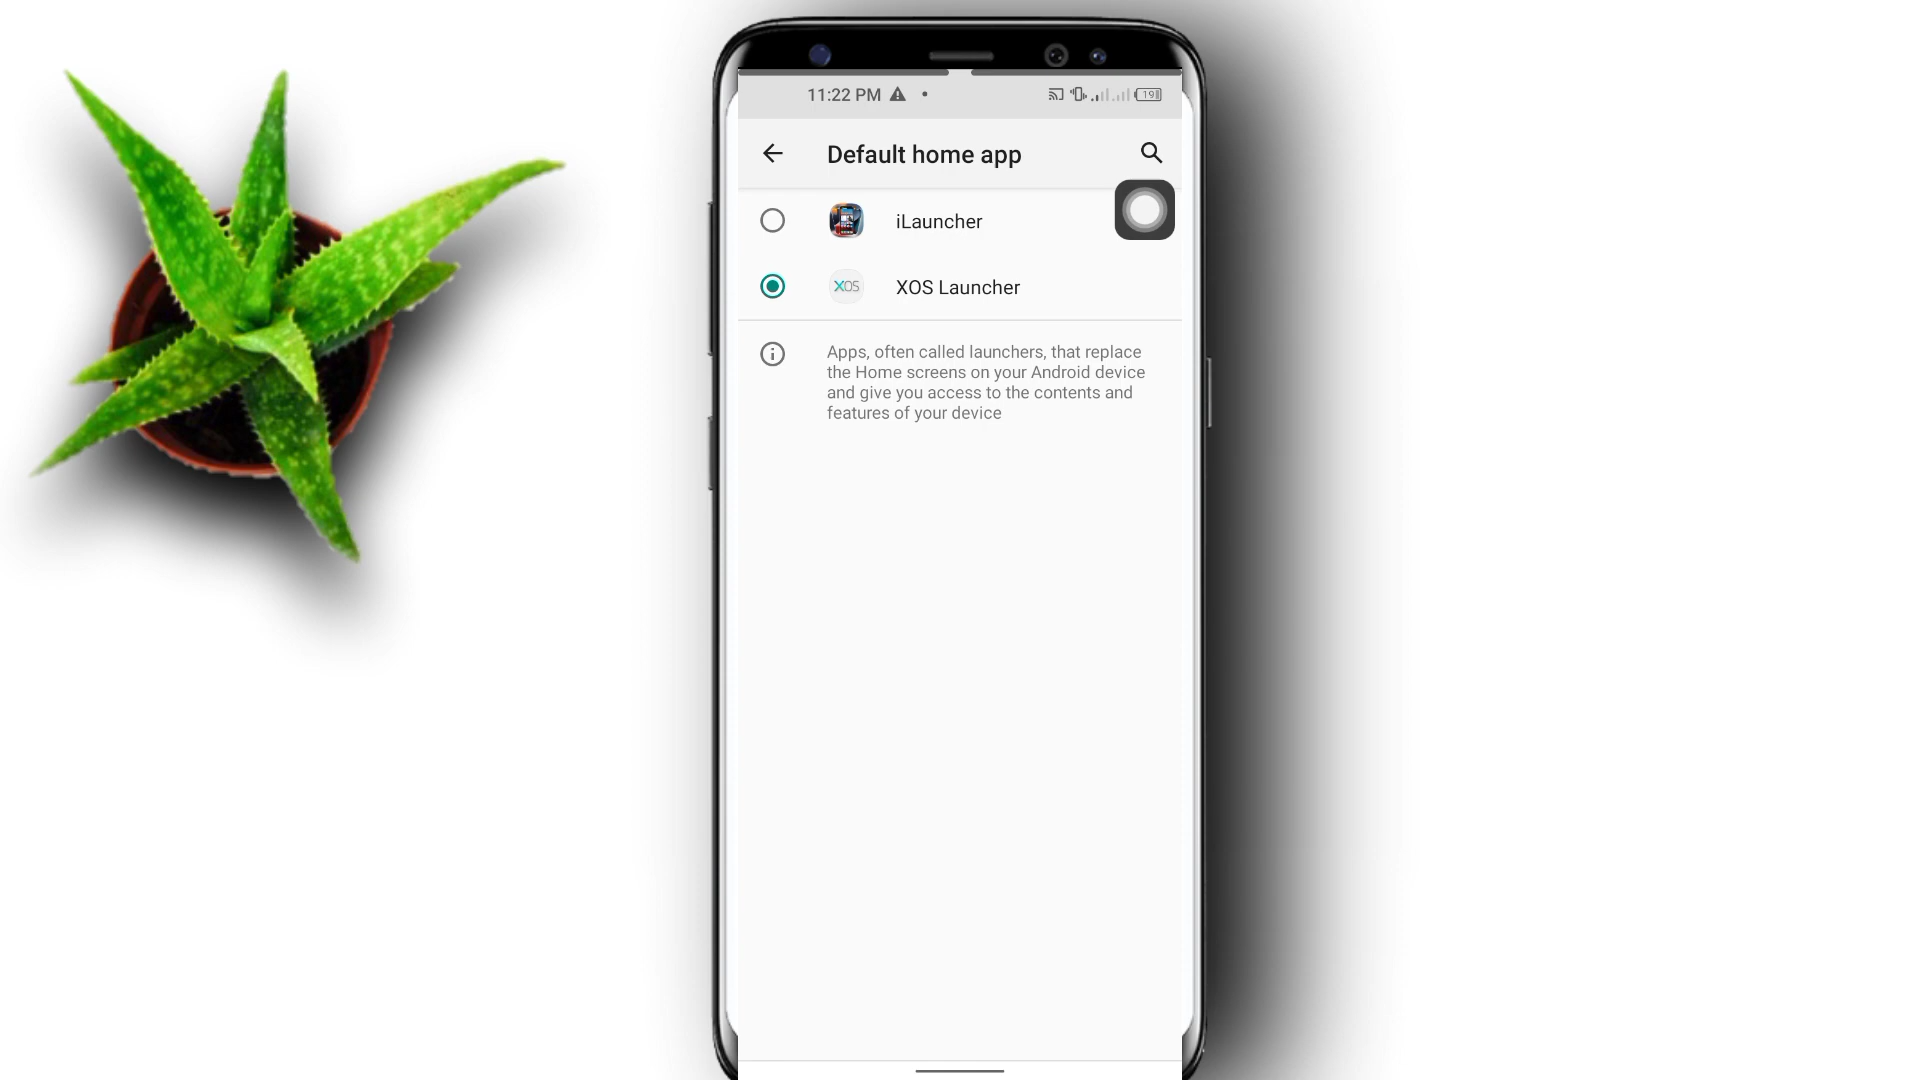 11:22 PM
19
Default home app
iLauncher
XOS
XOS Launcher
Apps, often called launchers, that replace
the Home screens on your Android device
and give you access to the contents and
features of your device